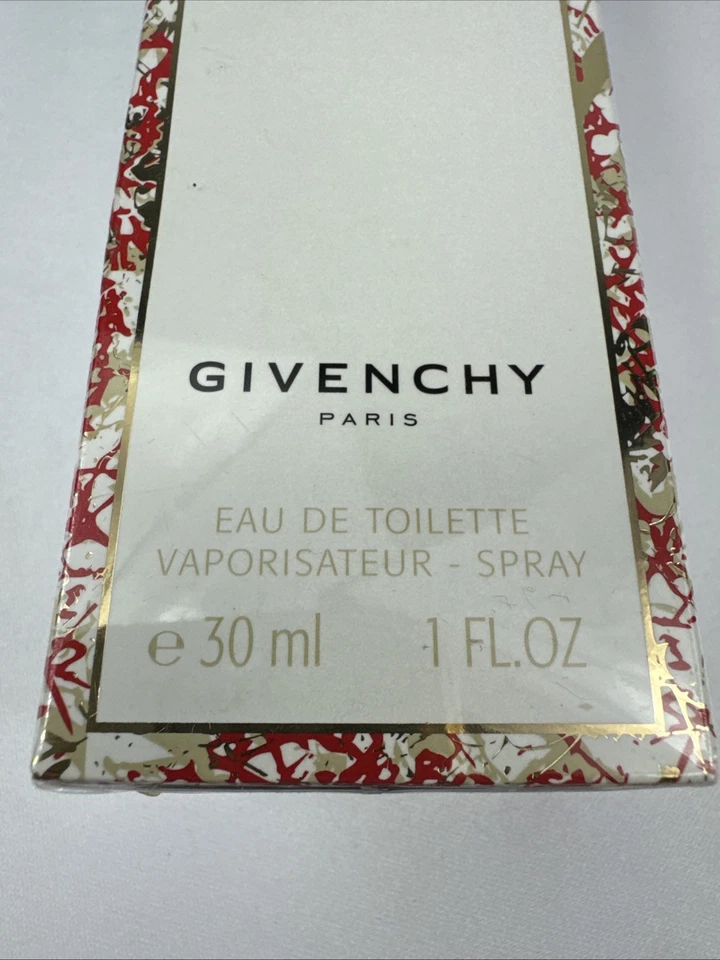 GIVENCHY
PARIS
EAU DE TOILETTE
VAPORISATEUR - SPRAY
℮ 30 ml 1 FL.OZ